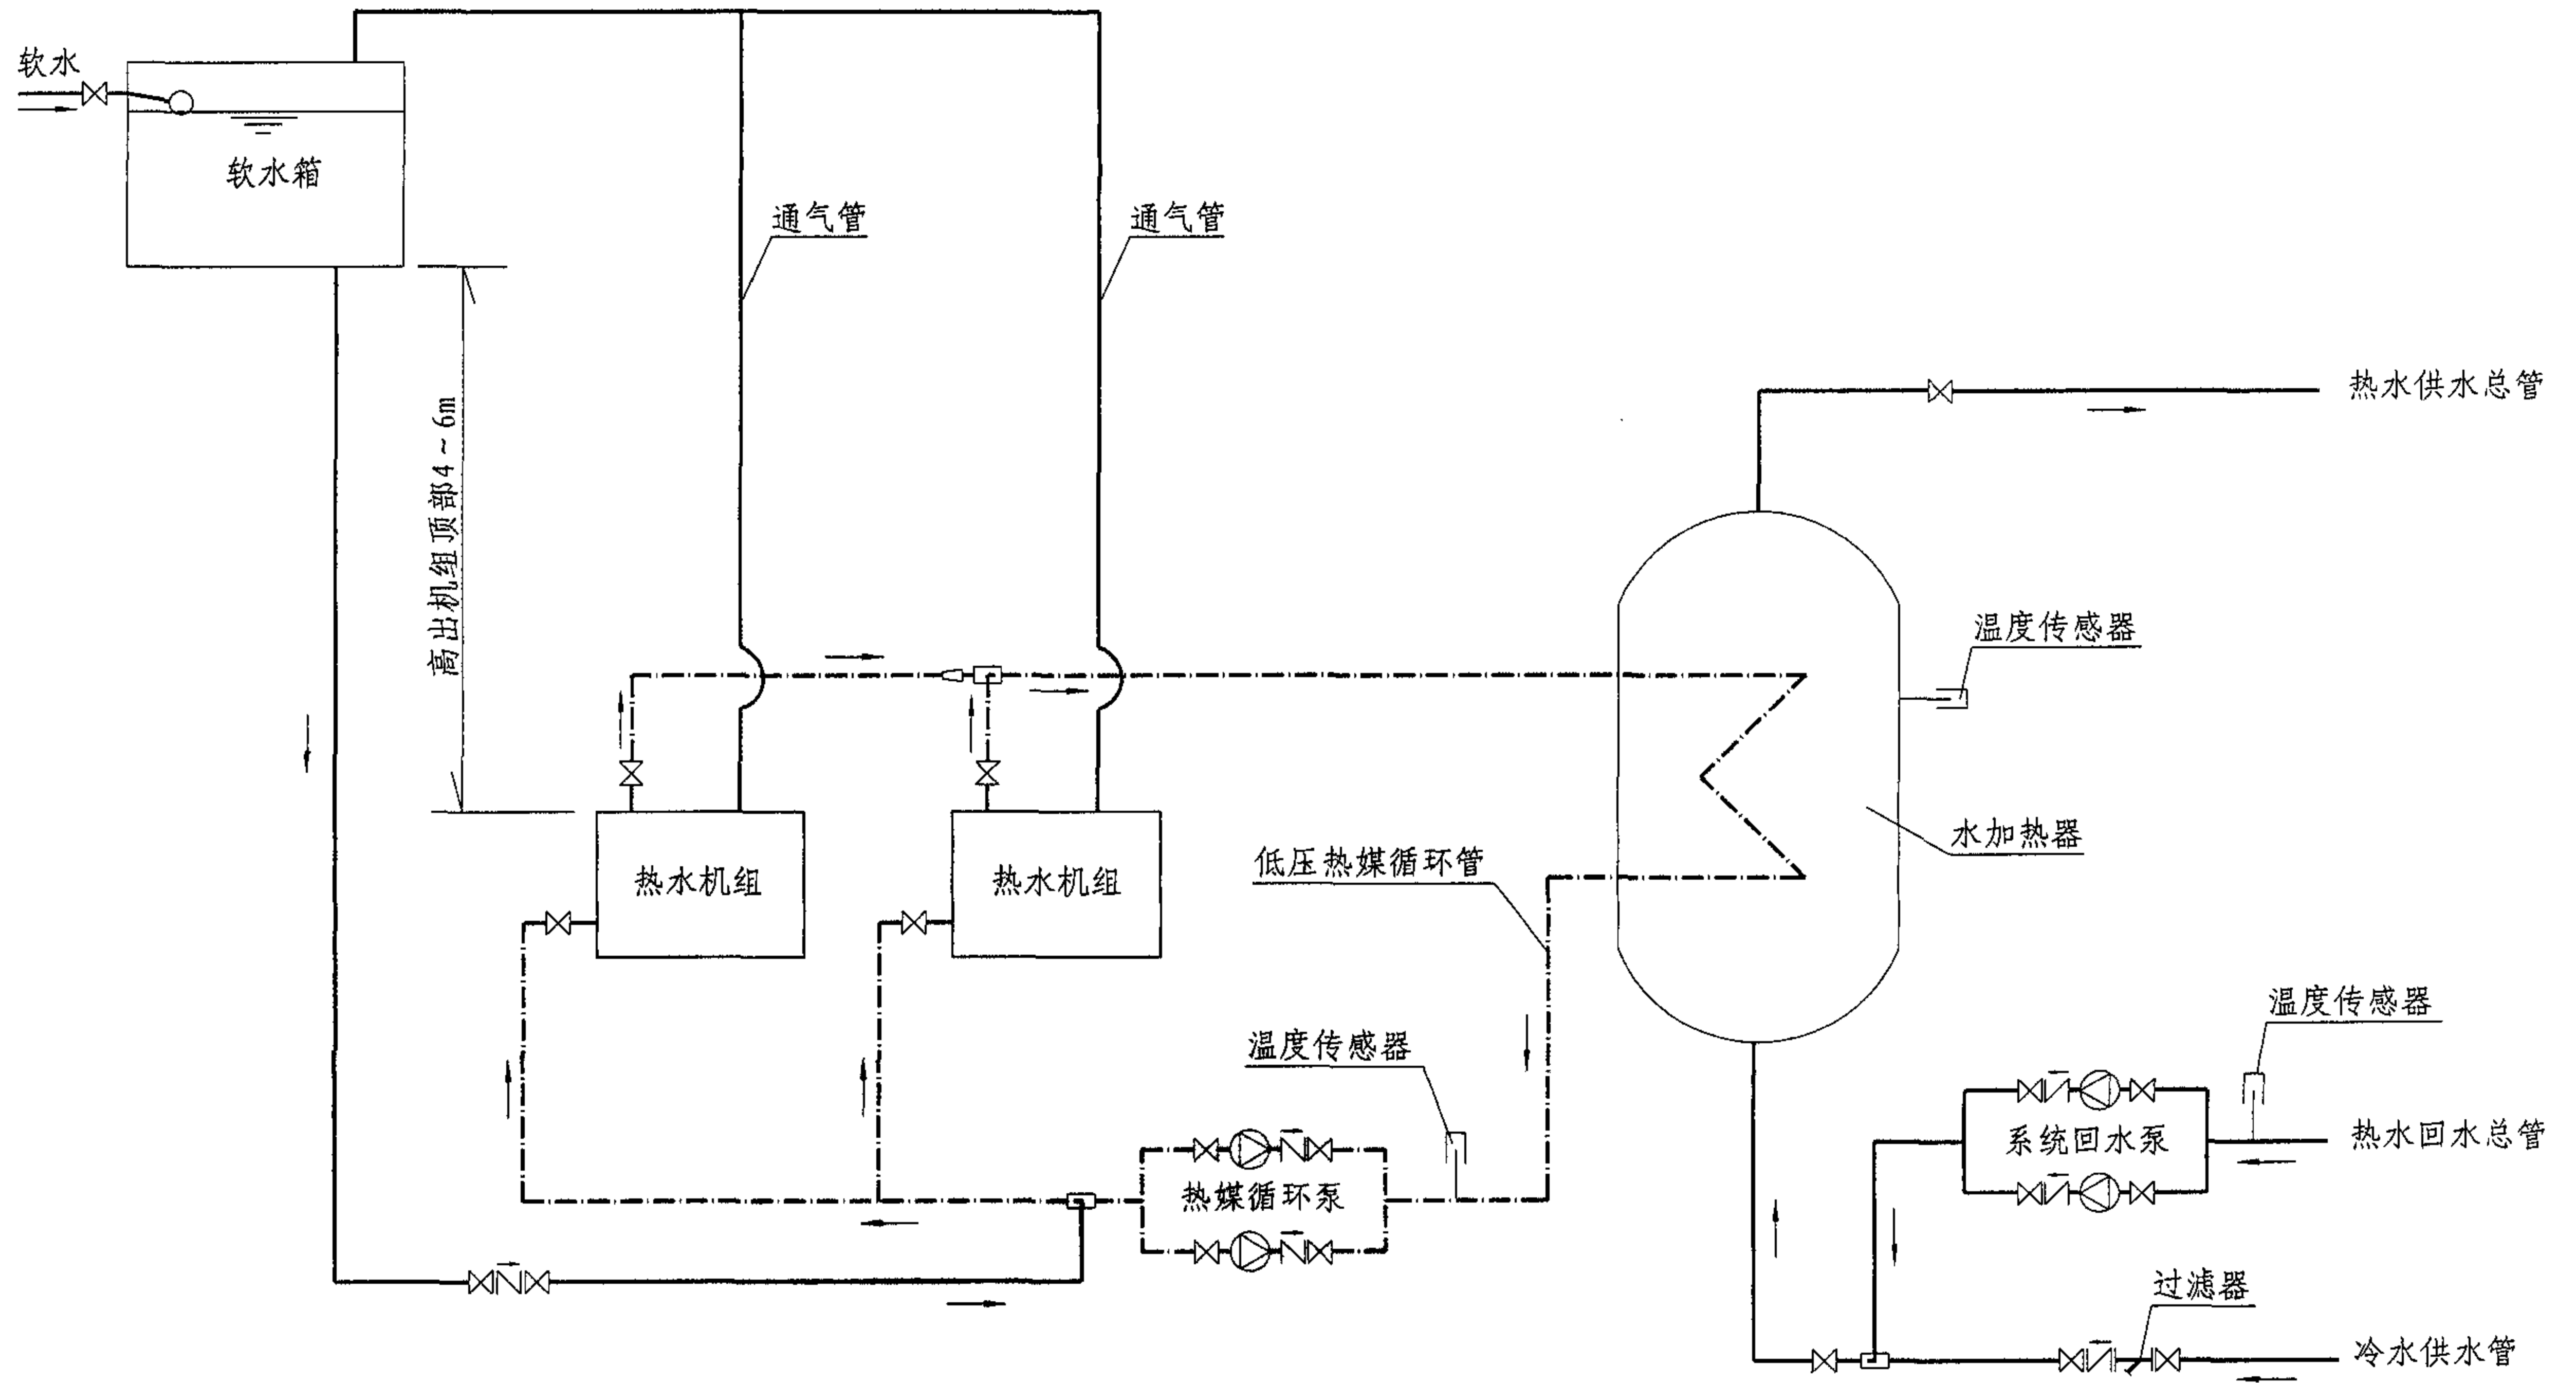 软水
软水箱
通气管
通气管
高出机组顶部4~6m
热水供水总管
温度传感器
水加热器
低压热媒循环管
热水机组
热水机组
温度传感器
温度传感器
热媒循环泵
系统回水泵
热水回水总管
过滤器
冷水供水管